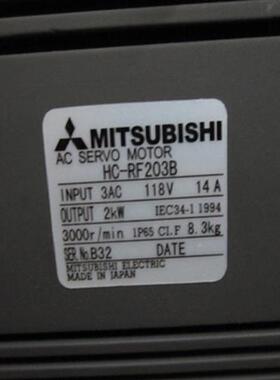 MITSUBISHI
AC SERVO MOTOR
HC-RF203B
INPUT 3AC 118V 14A
OUTPUT 2kW IEC34-1 1994
3000r/min IP65 CI.F 8.3kg
SER.No.B32 DATE
MITSUBISHI ELECTRIC
MADE IN JAPAN